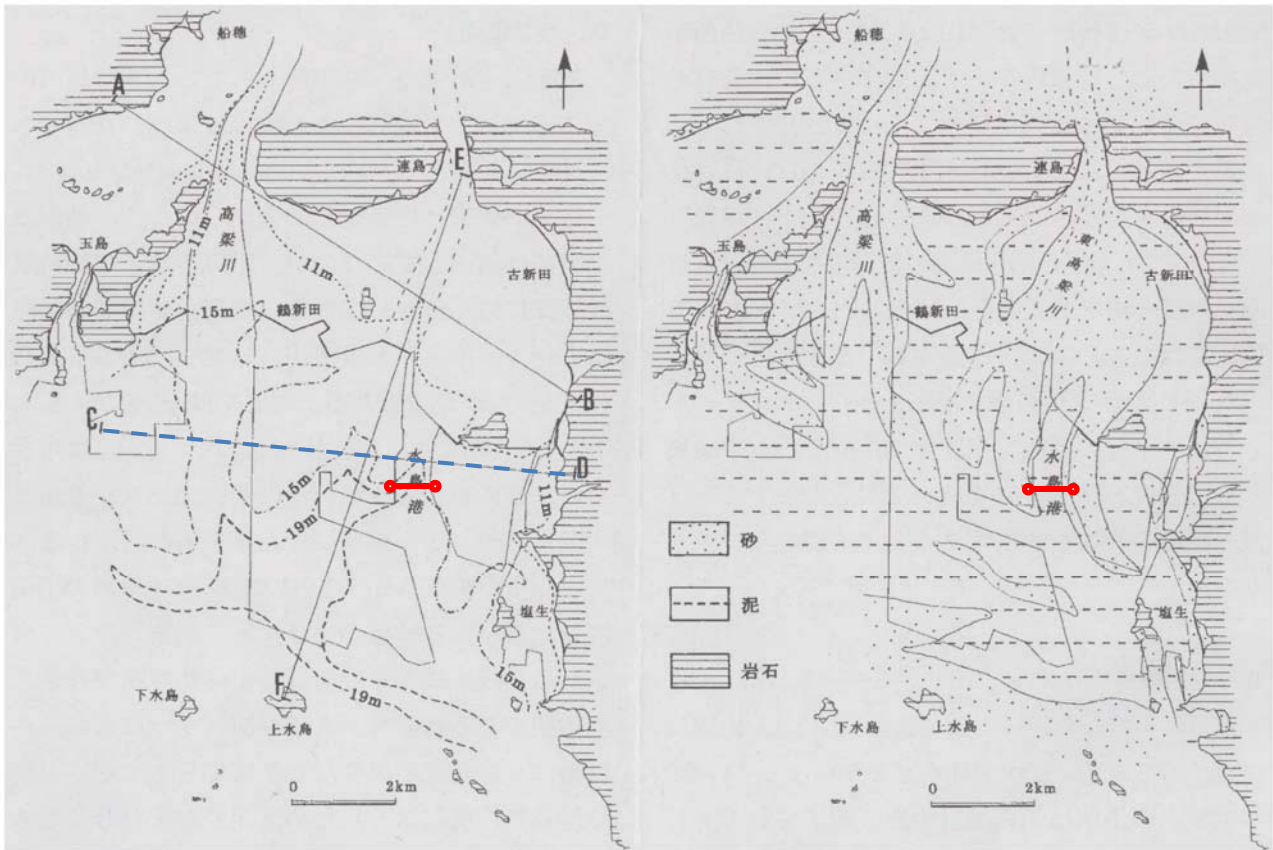 船穂
A
連島
E
高梁川
11m
玉島
11m
古新田
15m
鶴新田
B
C
D
水島港
15m
11m
19m
塩生
15m
F
19m
下水島
上水島
0 2km
船穂
連島
玉島
高梁川
東高梁川
古新田
鶴新田
水島港
砂
泥
岩石
塩生
下水島
上水島
0 2km